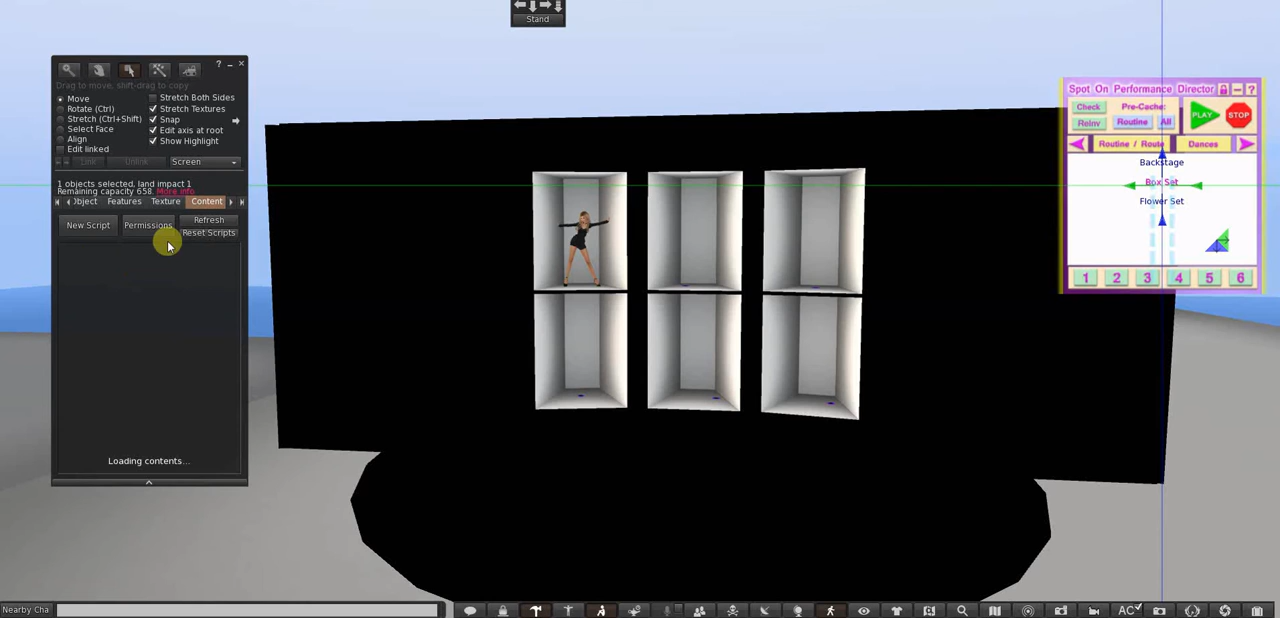 Stand
Drag to move, shift-drag to copy
Move
Rotate (Ctrl)
Stretch (Ctrl+Shift)
Select Face
Align
Edit linked
Stretch Both Sides
Stretch Textures
Snap
Edit axis at root
Show Highlight
Link
Unlink
Screen
1 objects selected, land impact 1
Remaining capacity 658. More info
Object
Features
Texture
Content
New Script
Permissions
Refresh
Reset Scripts
Loading contents...
Spot On Performance Director
?
Check
Pre-Cache:
ReInv
Routine
All
PLAY
STOP
Routine / Route
Dances
Backstage
Box Set
Flower Set
1 2 3 4 5 6
Nearby Cha
AC